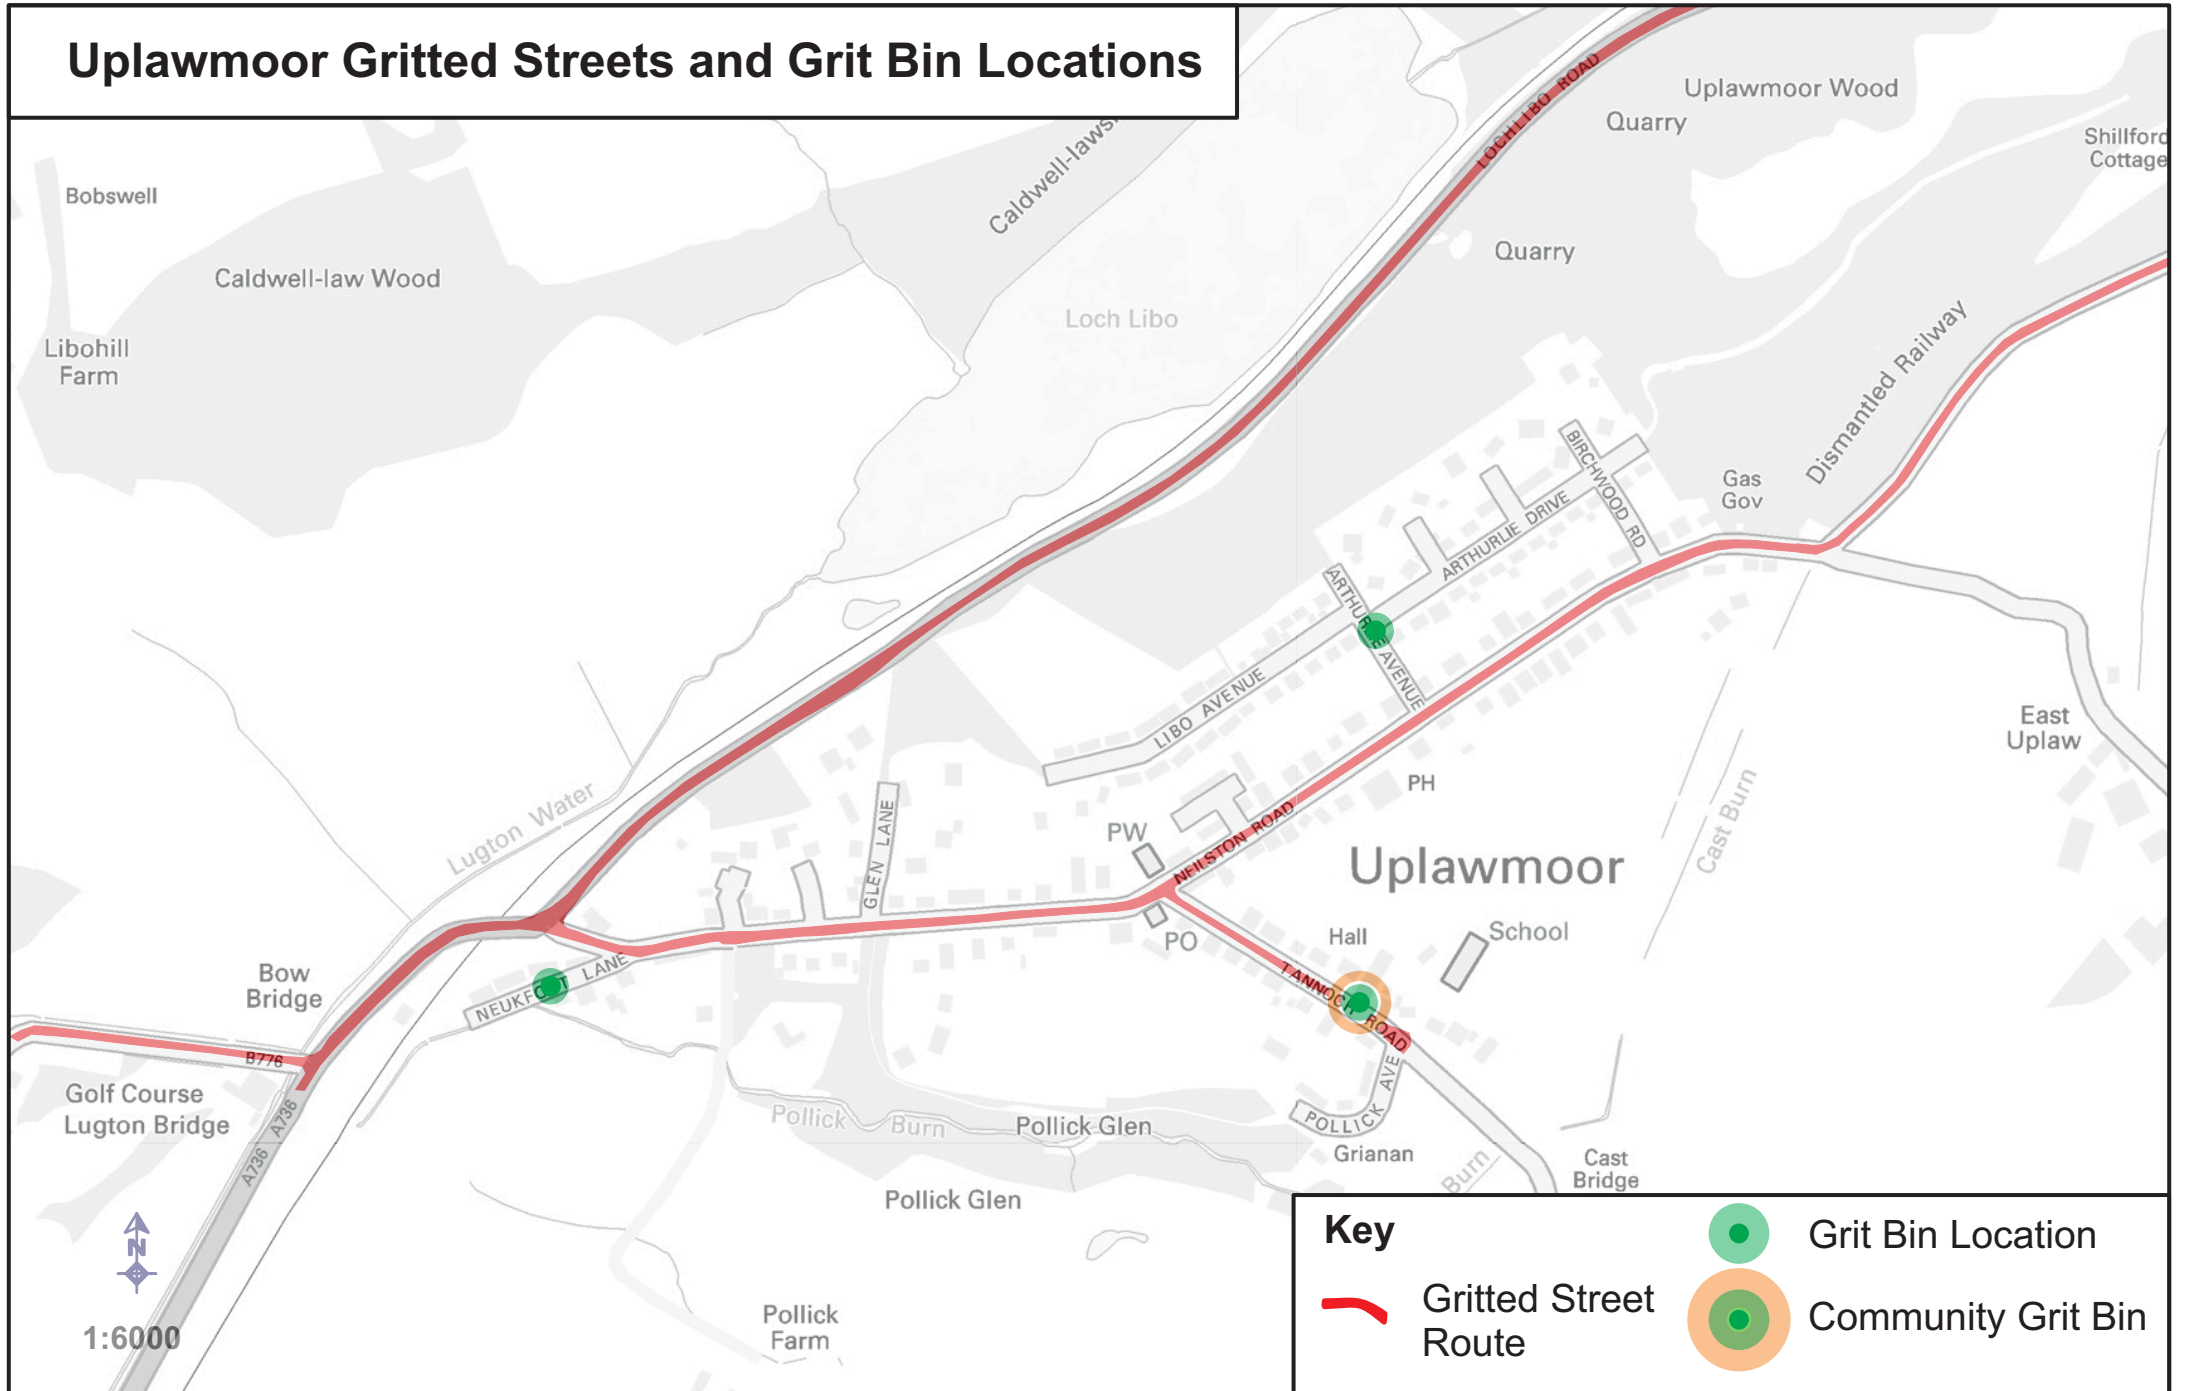 Uplawmoor Gritted Streets and Grit Bin Locations
LOCHLIBO ROAD
Uplawmoor Wood
Quarry
Shillford
Cottage
Bobswell
Caldwell-laws
Caldwell-law Wood
Quarry
Loch Libo
Libohill
Farm
Dismantled Railway
BIRCHWOOD RD
Gas
Gov
ARTHURLIE DRIVE
AVENUE
LIBO AVENUE
East
Uplaw
PH
Lugton Water
GLEN LANE
PW
NEILSTON ROAD
Uplawmoor
Cast Burn
PO
Hall
School
Bow
Bridge
NEUKFOOT LANE
TANNOCH ROAD
B776
Golf Course
Lugton Bridge
A736
A736
POLLICK AVE
Pollick Burn
Pollick Glen
Grianan
Burn
Cast
Bridge
Pollick Glen
N
1:6000
Pollick
Farm
Key
Gritted Street
Route
Grit Bin Location
Community Grit Bin